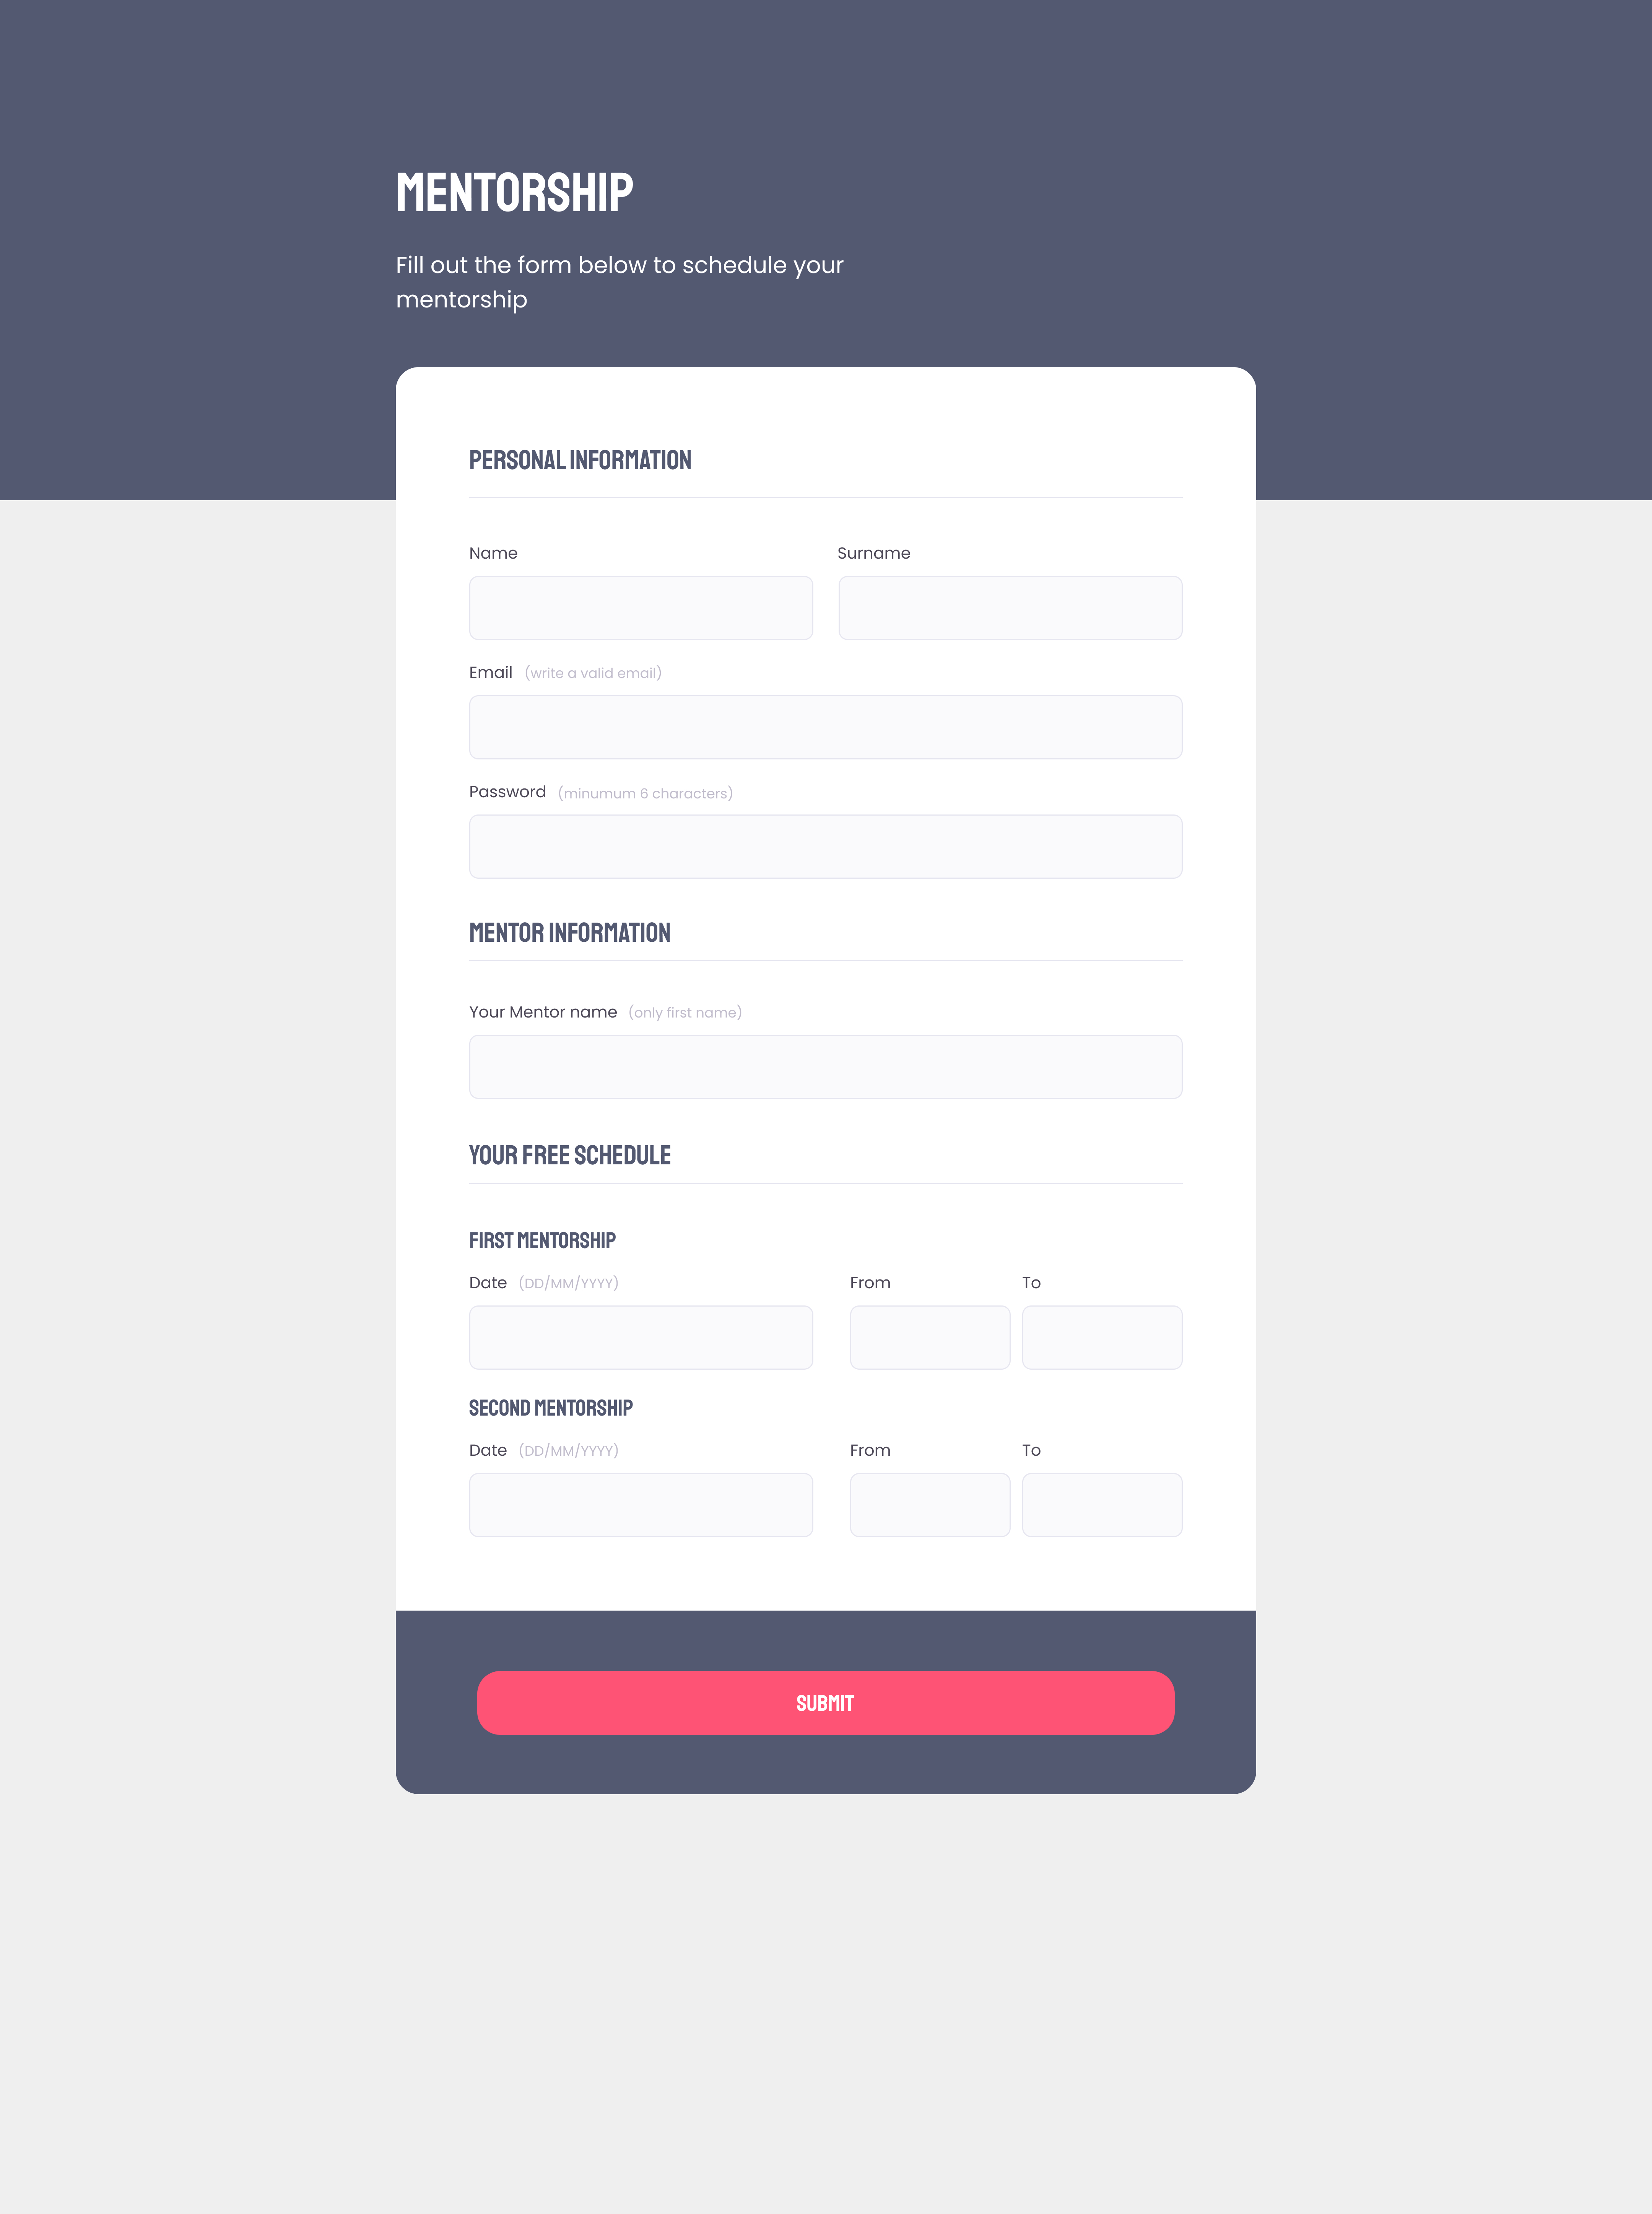 MENTORSHIP
Fill out the form below to schedule your
mentorship
PERSONAL INFORMATION
Name Surname
Email (write a valid email)
Password (minumum 6 characters)
MENTOR INFORMATION
Your Mentor name (only first name)
YOUR FREE SCHEDULE
FIRST MENTORSHIP
Date (DD/MM/YYYY) From To
SECOND MENTORSHIP
Date (DD/MM/YYYY) From To
SUBMIT